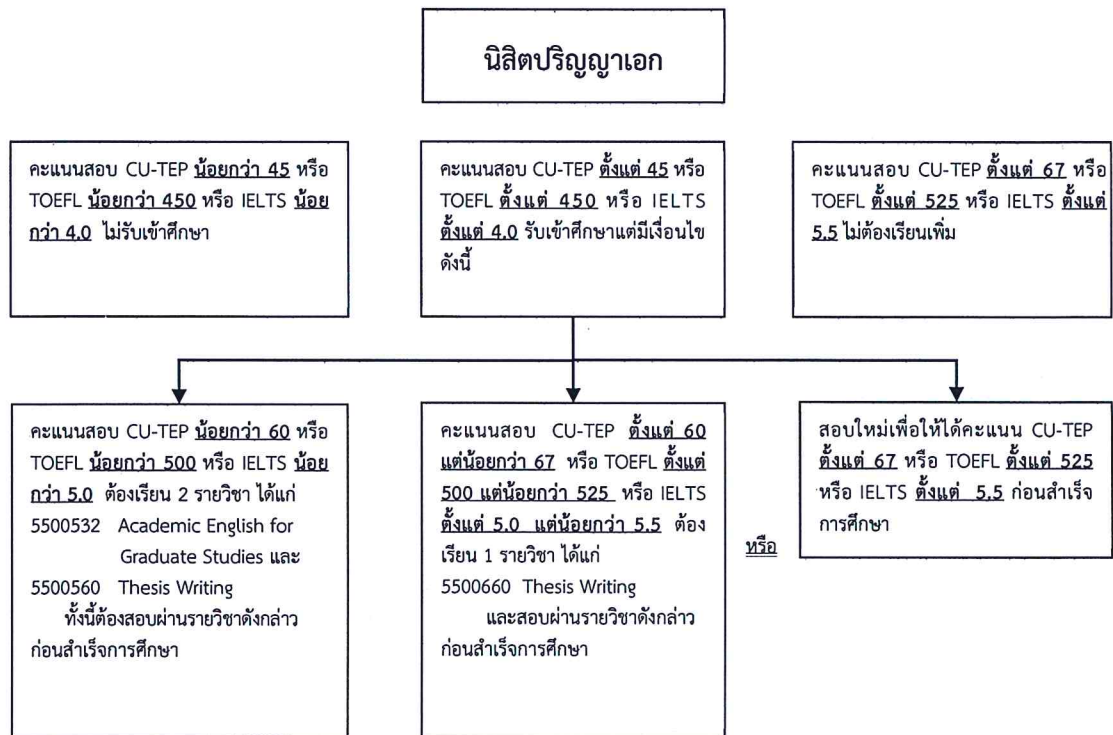 นิสิตปริญญาเอก
คะแนนสอบ CU-TEP น้อยกว่า 45 หรือ
TOEFL น้อยกว่า 450 หรือ IELTS น้อย
กว่า 4.0 ไม่รับเข้าศึกษา
คะแนนสอบ CU-TEP ตั้งแต่ 45 หรือ
TOEFL ตั้งแต่ 450 หรือ IELTS
ตั้งแต่ 4.0 รับเข้าศึกษาแต่มีเงื่อนไข
ดังนี้
คะแนนสอบ CU-TEP ตั้งแต่ 67 หรือ
TOEFL ตั้งแต่ 525 หรือ IELTS ตั้งแต่
5.5 ไม่ต้องเรียนเพิ่ม
คะแนนสอบ CU-TEP น้อยกว่า 60 หรือ
TOEFL น้อยกว่า 500 หรือ IELTS น้อย
กว่า 5.0 ต้องเรียน 2 รายวิชา ได้แก่
5500532 Academic English for
Graduate Studies และ
5500560 Thesis Writing
ทั้งนี้ต้องสอบผ่านรายวิชาดังกล่าว
ก่อนสำเร็จการศึกษา
คะแนนสอบ CU-TEP ตั้งแต่ 60
แต่น้อยกว่า 67 หรือ TOEFL ตั้งแต่
500 แต่น้อยกว่า 525 หรือ IELTS
ตั้งแต่ 5.0 แต่น้อยกว่า 5.5 ต้อง
เรียน 1 รายวิชา ได้แก่
5500660 Thesis Writing
และสอบผ่านรายวิชาดังกล่าว
ก่อนสำเร็จการศึกษา
หรือ
สอบใหม่เพื่อให้ได้คะแนน CU-TEP
ตั้งแต่ 67 หรือ TOEFL ตั้งแต่ 525
หรือ IELTS ตั้งแต่ 5.5 ก่อนสำเร็จ
การศึกษา